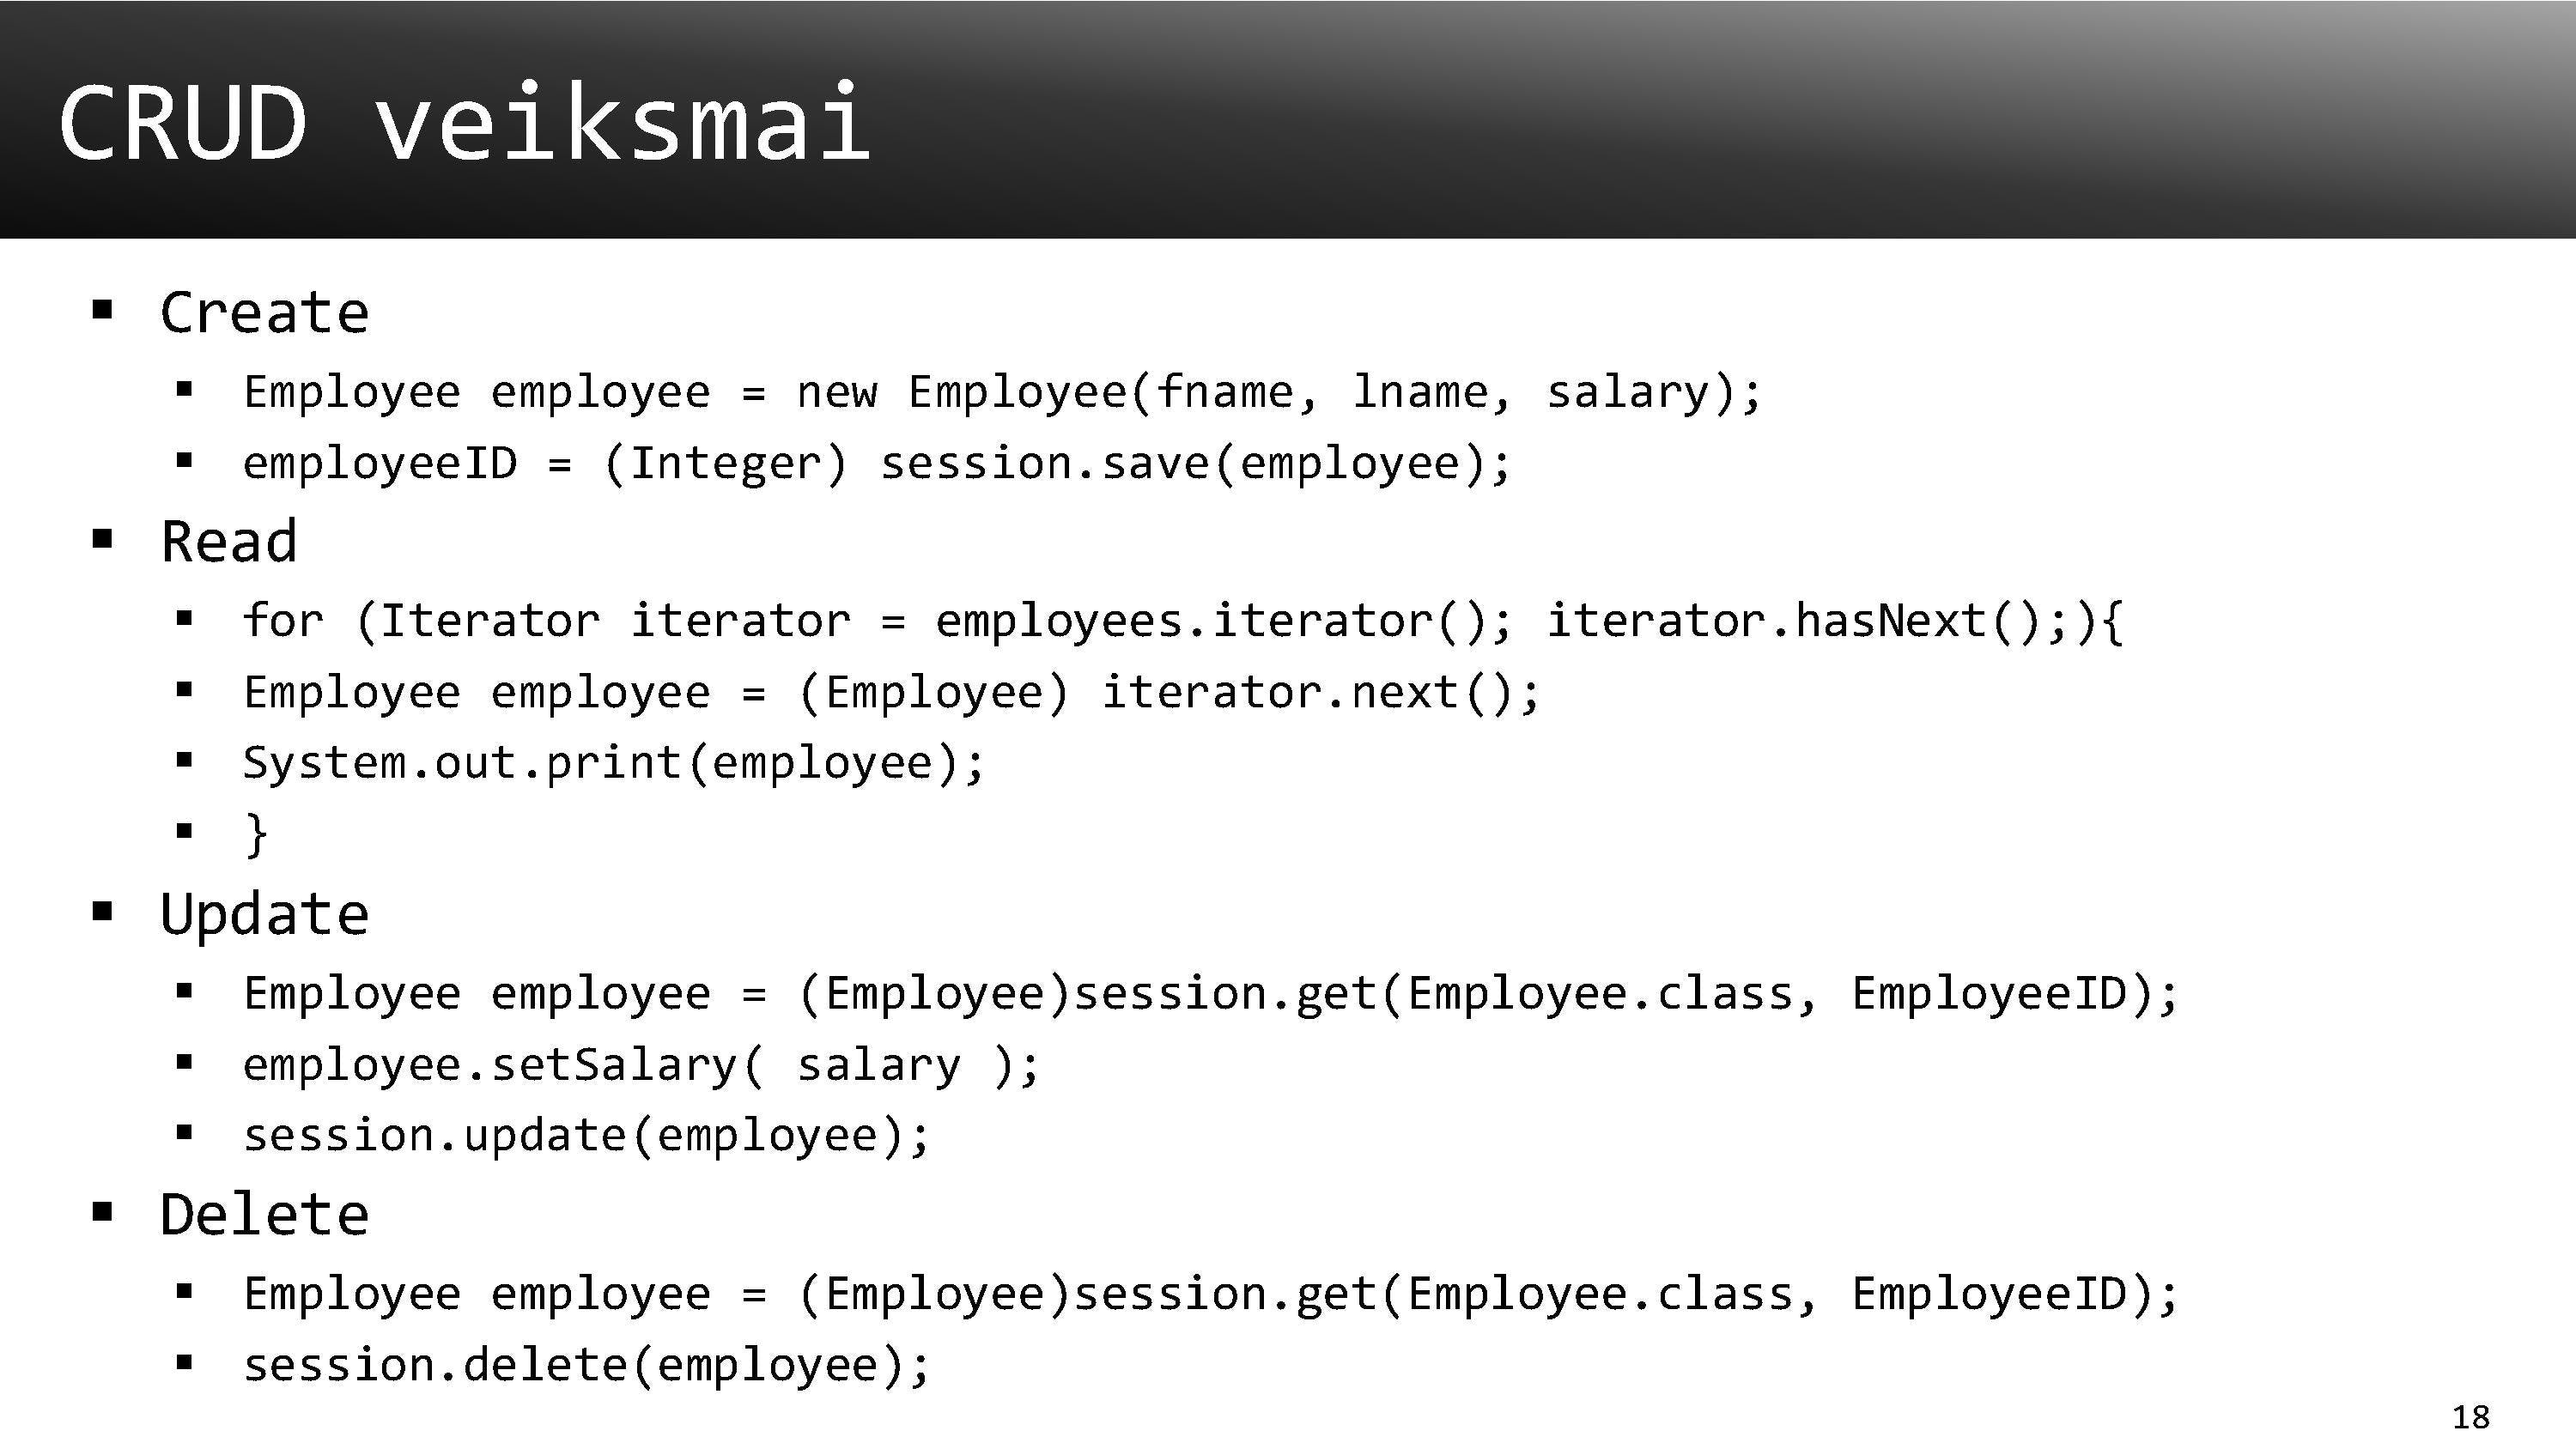 CRUD veiksmai
▪ Create
▪ Employee employee = new Employee(fname, lname, salary);
▪ employeeID = (Integer) session.save(employee);
▪ Read
▪ for (Iterator iterator = employees.iterator(); iterator.hasNext();){
▪ Employee employee = (Employee) iterator.next();
▪ System.out.print(employee);
▪ }
▪ Update
▪ Employee employee = (Employee)session.get(Employee.class, EmployeeID);
▪ employee.setSalary( salary );
▪ session.update(employee);
▪ Delete
▪ Employee employee = (Employee)session.get(Employee.class, EmployeeID);
▪ session.delete(employee);
18